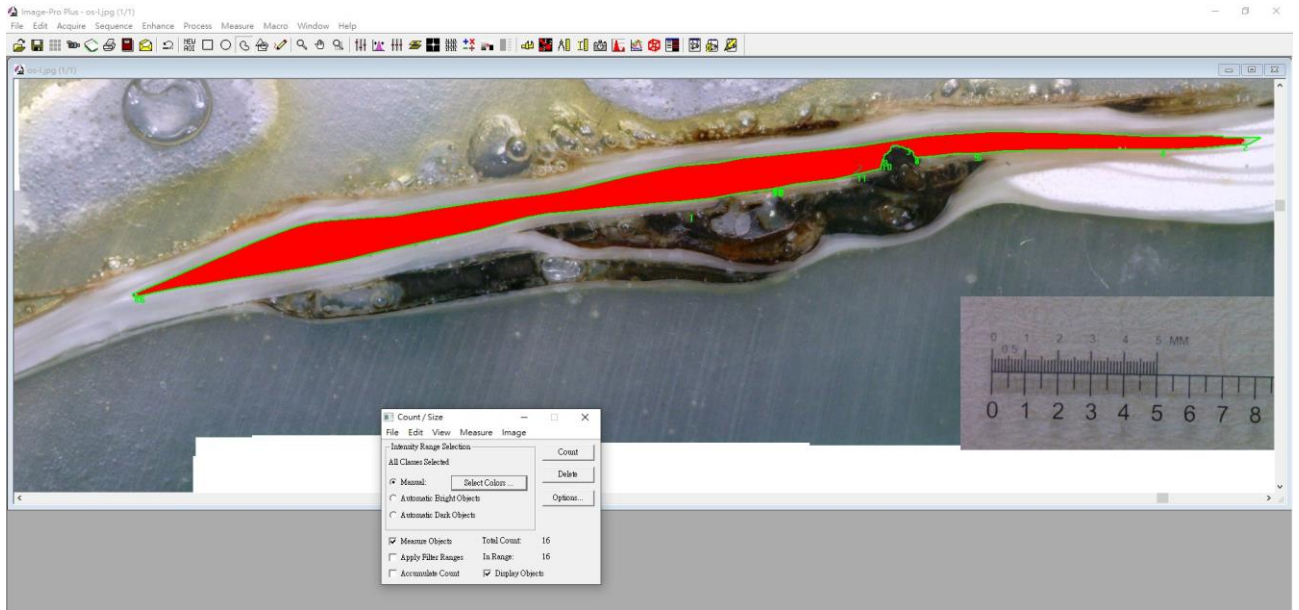 Image-Pro Plus - os-l.jpg (1/1)
File Edit Acquire Sequence Enhance Process Measure Macro Window Help
NEW
AOI
os-l.jpg (1/1)
0 1 2 3 4 5 MM
0.5
0 1 2 3 4 5 6 7 8
Count / Size
File Edit View Measure Image
Intensity Range Selection
All Classes Selected
Manual:
Select Colors ...
Automatic Bright Objects
Automatic Dark Objects
Count
Delete
Options...
Measure Objects Total Count: 16
Apply Filter Ranges In Range: 16
Accumulate Count Display Objects